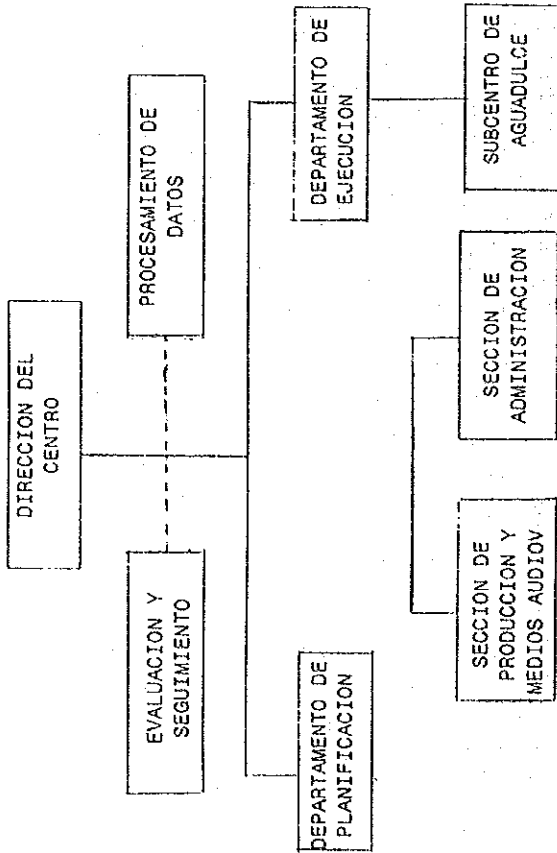 DIRECCION DEL
CENTRO
EVALUACION Y
SEGUIMIENTO
PROCESAMIENTO DE
DATOS
DEPARTAMENTO DE
PLANIFICACION
DEPARTAMENTO DE
EJECUCION
SECCION DE
PRODUCCION Y
MEDIOS AUDIOV
SECCION DE
ADMINISTRACION
SUBCENTRO DE
AGUADULCE